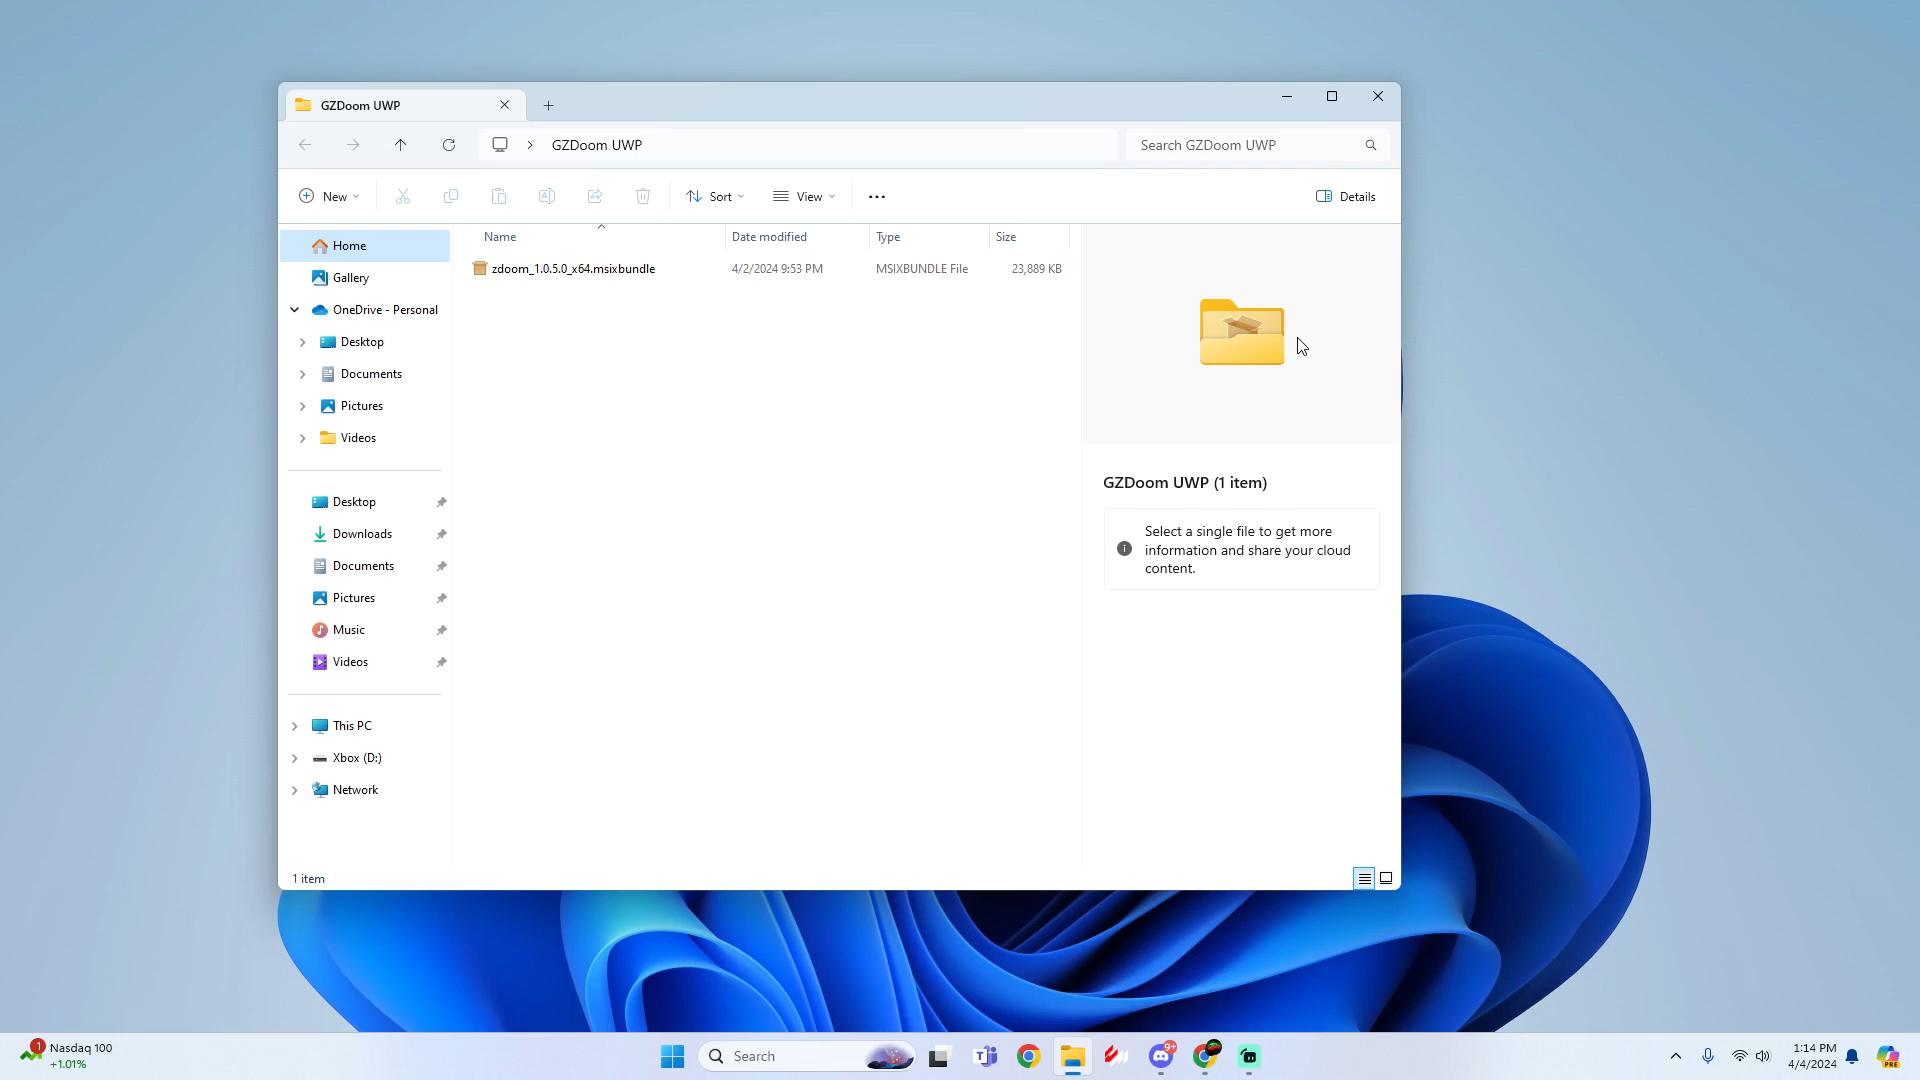 GZDoom UWP
GZDoom UWP
Search GZDoom UWP
New
Sort
View
Details
Name
Date modified
Type
Size
zdoom_1.0.5.0_x64.msixbundle
4/2/2024 9:53 PM
MSIXBUNDLE File
23,889 KB
Home
Gallery
OneDrive - Personal
Desktop
Documents
Pictures
Videos
Desktop
Downloads
Documents
Pictures
Music
Videos
This PC
Xbox (D:)
Network
GZDoom UWP (1 item)
Select a single file to get more
information and share your cloud
content.
1 item
1
Nasdaq 100
+1.01%
Search
9+
1:14 PM
4/4/2024
PRE